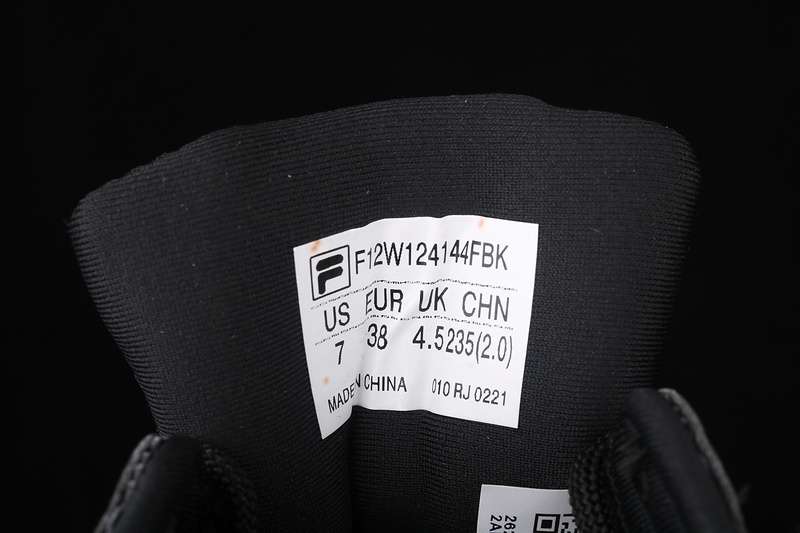 F12W124144FBK
US EUR UK CHN
7 38 4.5 235(2.0)
MADE IN CHINA 010 RJ 0221